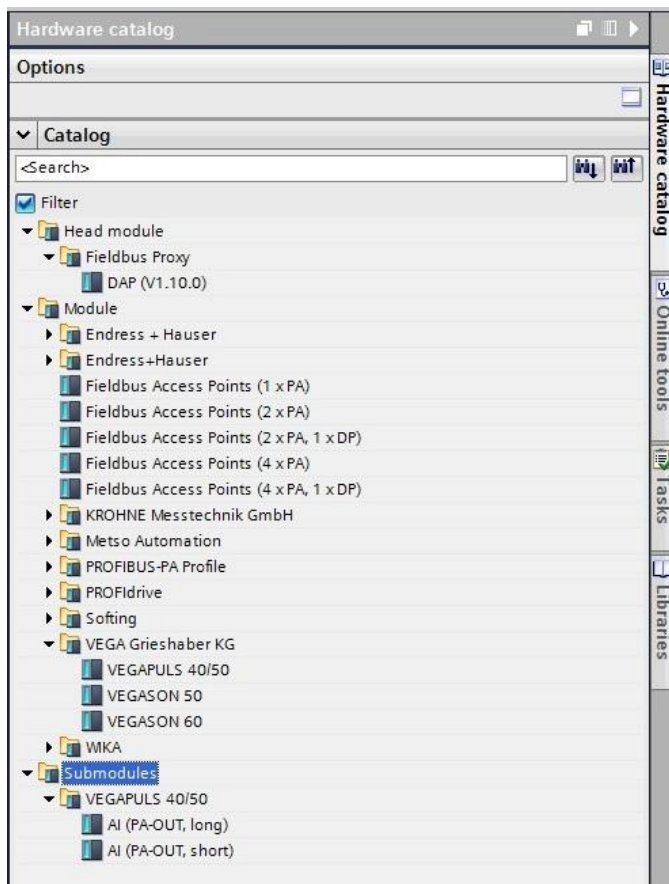 Hardware catalog
Options
Catalog
<Search>
Filter
Head module
Fieldbus Proxy
DAP (V1.10.0)
Module
Endress + Hauser
Endress+Hauser
Fieldbus Access Points (1 x PA)
Fieldbus Access Points (2 x PA)
Fieldbus Access Points (2 x PA, 1 x DP)
Fieldbus Access Points (4 x PA)
Fieldbus Access Points (4 x PA, 1 x DP)
KROHNE Messtechnik GmbH
Metso Automation
PROFIBUS-PA Profile
PROFIdrive
Softing
VEGA Grieshaber KG
VEGAPULS 40/50
VEGASON 50
VEGASON 60
WIKA
Submodules
VEGAPULS 40/50
AI (PA-OUT, long)
AI (PA-OUT, short)
Hardware catalog
Online tools
Tasks
Libraries